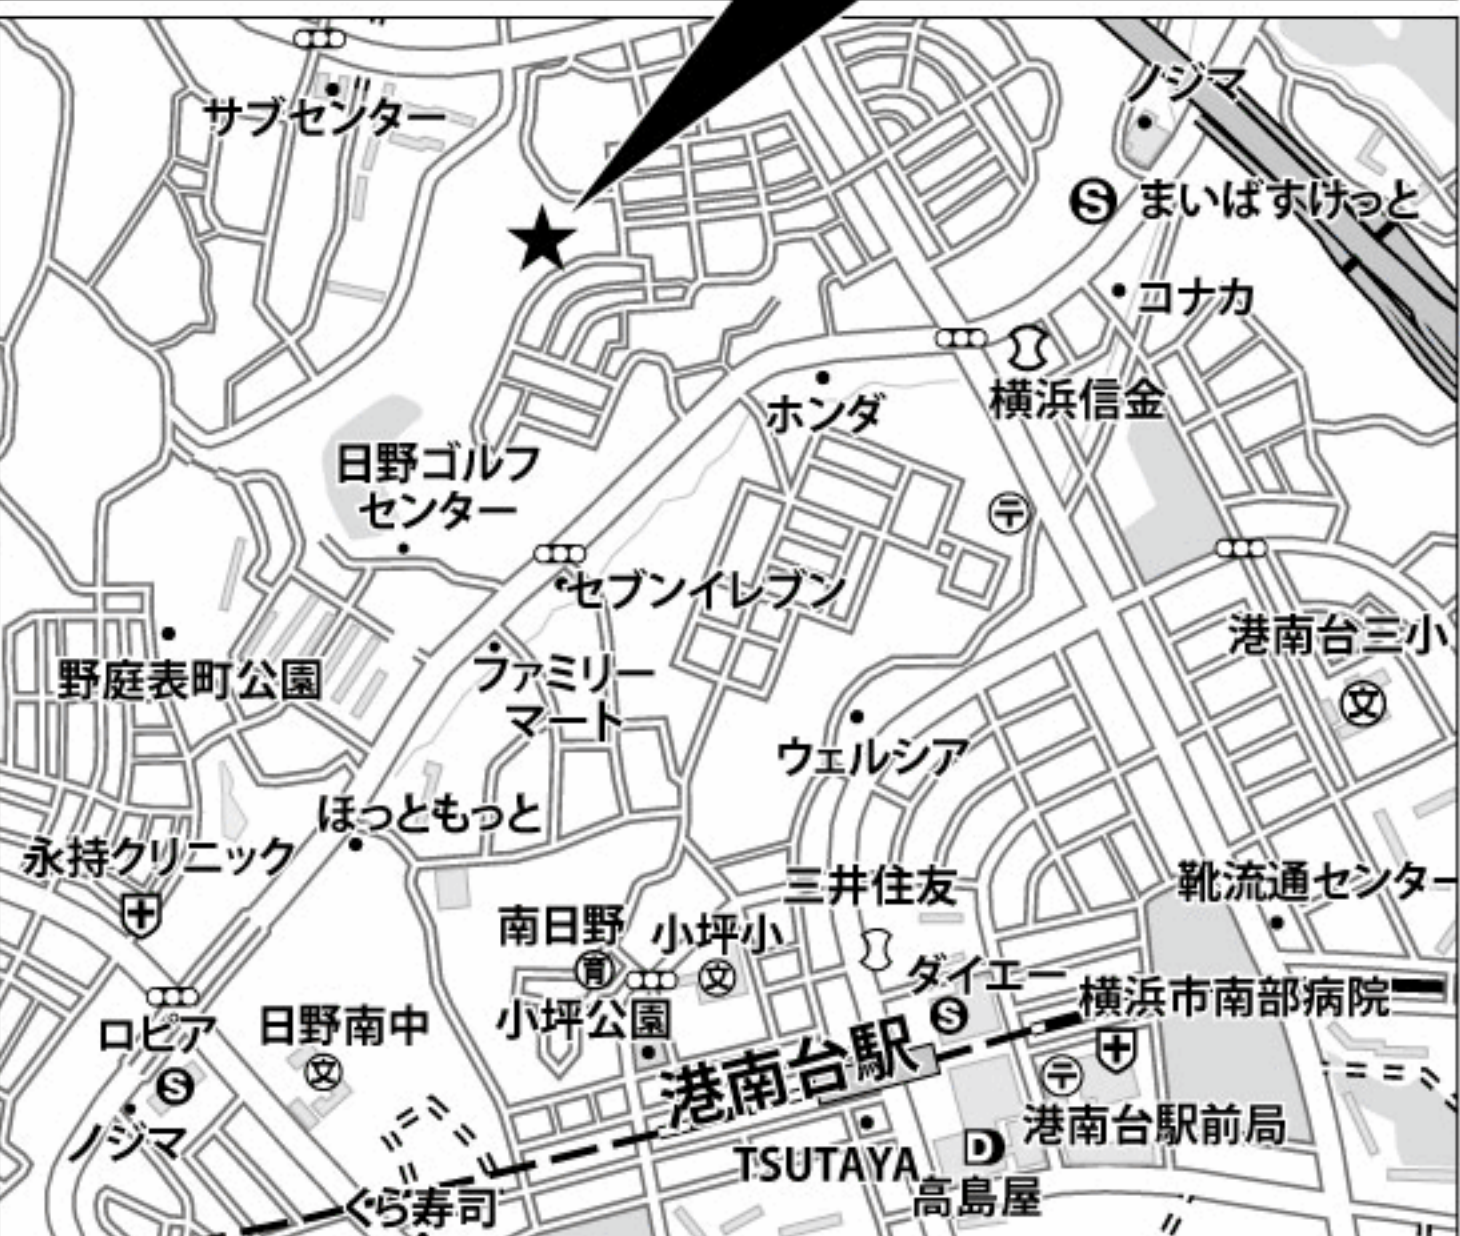 ノジマ
サブセンター
S まいばすけっと
コナカ
横浜信金
ホンダ
日野ゴルフ
センター
〒
セブンイレブン
港南台三小
文
野庭表町公園
ファミリー
マート
ウェルシア
ほっともっと
永持クリニック
三井住友
靴流通センター
南日野
育
小坪小
文
ダイエー
S
横浜市南部病院
小坪公園
ロピア
S
日野南中
文
港南台駅
〒
港南台駅前局
ノジマ
TSUTAYA
D
高島屋
くら寿司